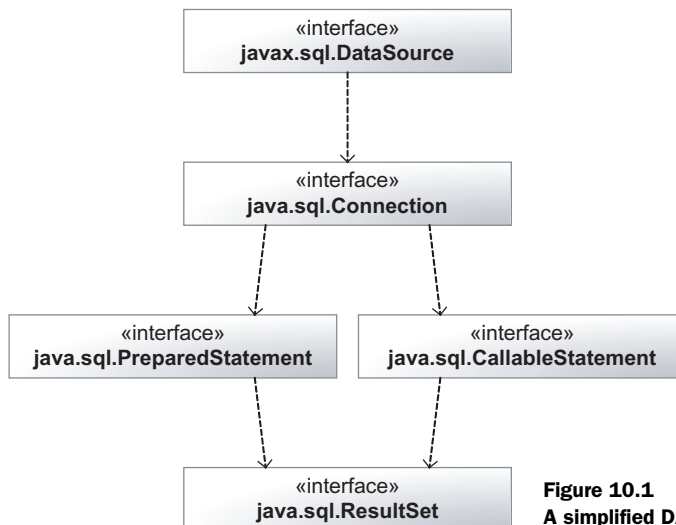 «interface»
javax.sql.DataSource
«interface»
java.sql.Connection
«interface»
java.sql.PreparedStatement
«interface»
java.sql.CallableStatement
«interface»
java.sql.ResultSet
Figure 10.1
A simplified